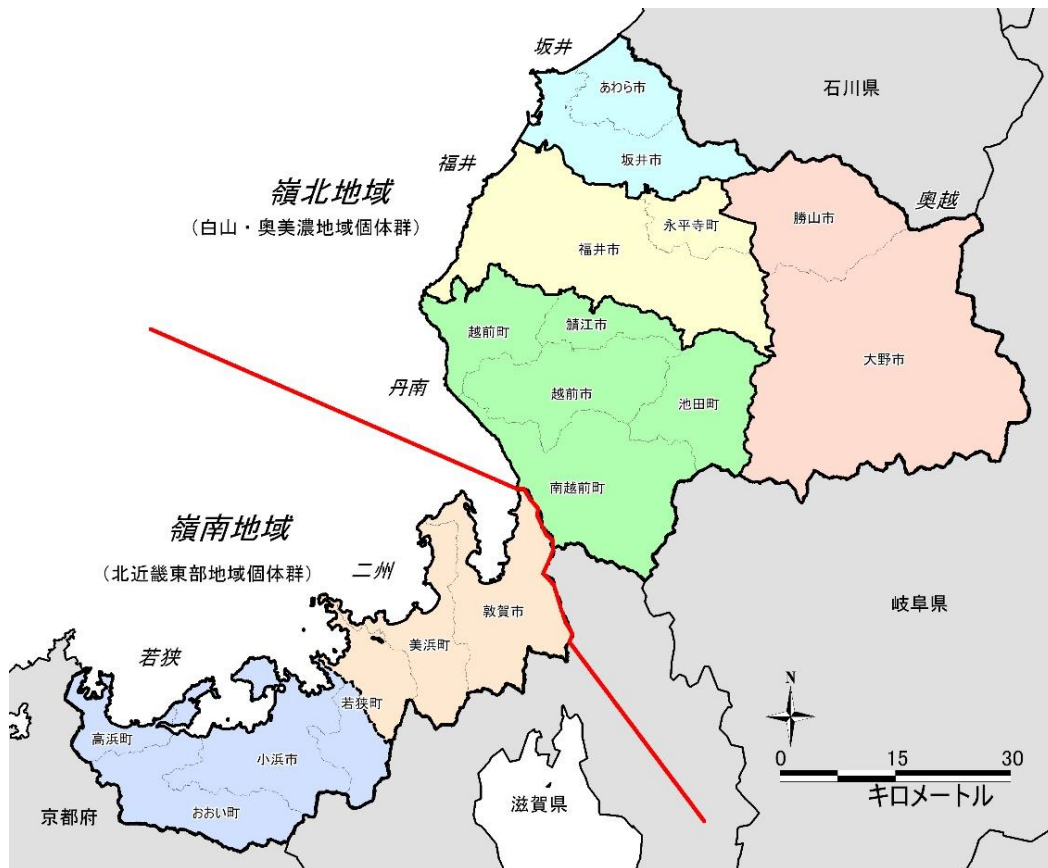 坂井
あわら市
石川県
坂井市
福井
嶺北地域
（白山・奥美濃地域個体群）
奥越
勝山市
永平寺町
福井市
越前町
鯖江市
大野市
丹南
越前市
池田町
南越前町
嶺南地域
（北近畿東部地域個体群）
二州
敦賀市
岐阜県
美浜町
若狭
若狭町
N
高浜町
小浜市
0 15 30
キロメートル
おおい町
京都府
滋賀県